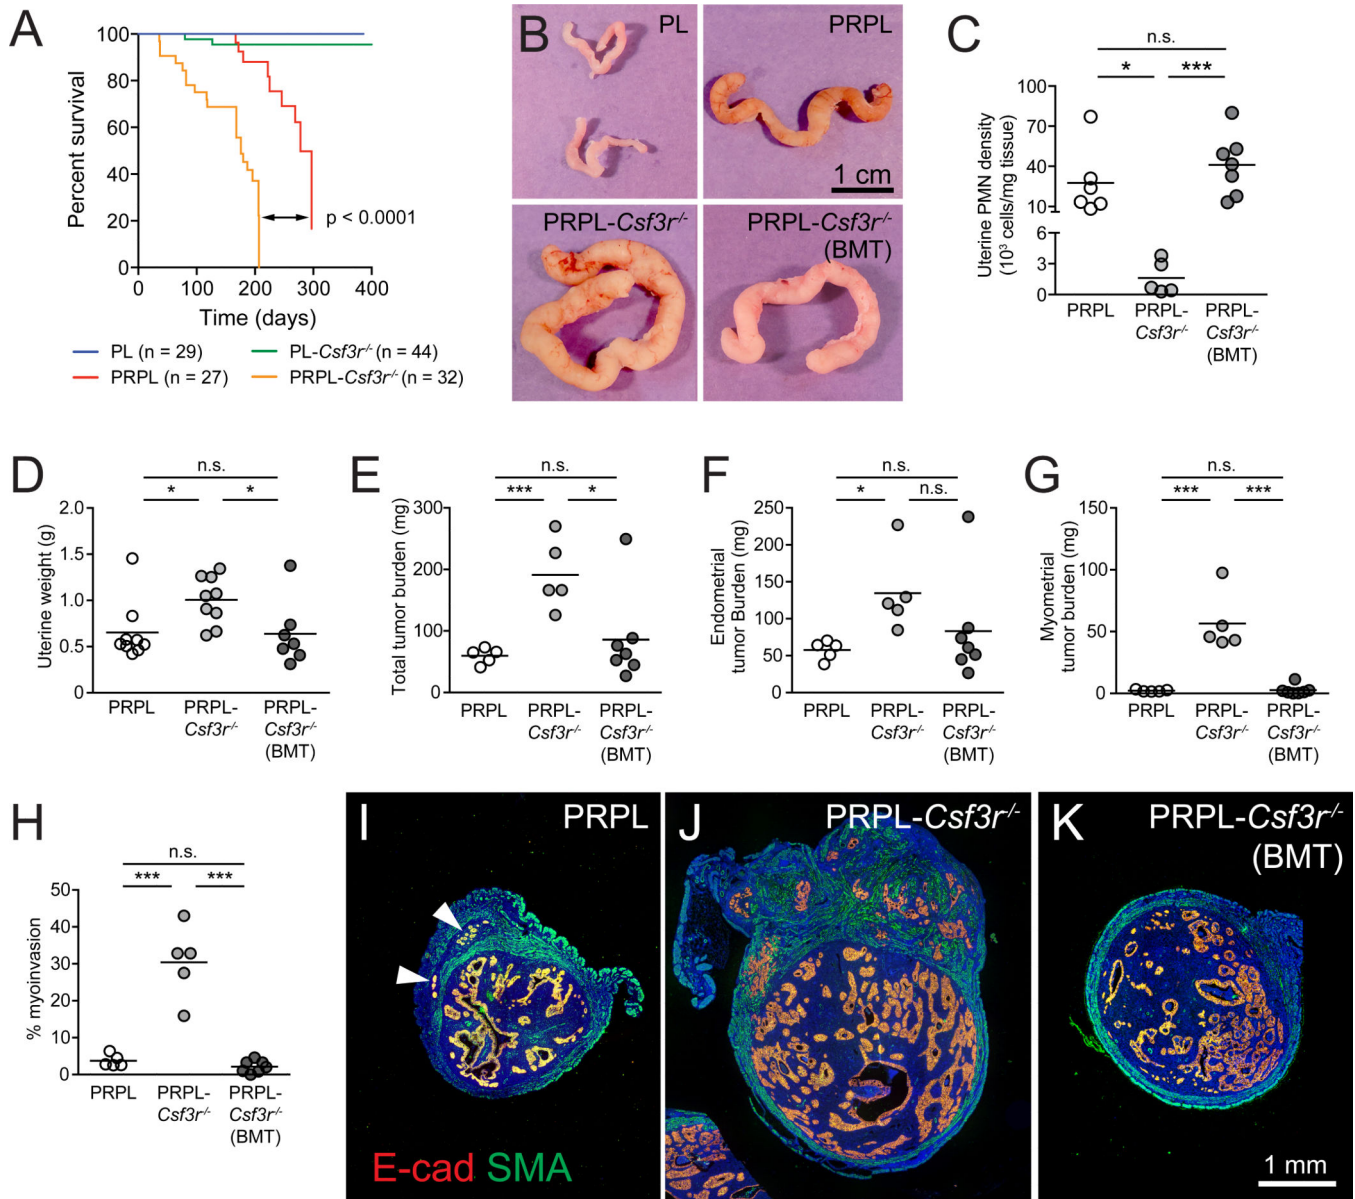 A
100
80
60
40
20
0
Percent survival
0 100 200 300 400
Time (days)
p < 0.0001
PL (n = 29)
PL-Csf3r-/- (n = 44)
PRPL (n = 27)
PRPL-Csf3r-/- (n = 32)
B
PL
PRPL
1 cm
PRPL-Csf3r-/-
PRPL-Csf3r-/-
(BMT)
C
n.s.
* ***
100
70
40
10
6
3
0
Uterine PMN density
(10³ cells/mg tissue)
PRPL
PRPL-
Csf3r-/-
PRPL-
Csf3r-/-
(BMT)
D
n.s.
* *
2.0
1.5
1.0
0.5
0
Uterine weight (g)
PRPL
PRPL-
Csf3r-/-
PRPL-
Csf3r-/-
(BMT)
E
n.s.
*** *
300
200
100
0
Total tumor burden (mg)
PRPL
PRPL-
Csf3r-/-
PRPL-
Csf3r-/-
(BMT)
F
n.s.
* n.s.
250
200
150
100
50
0
Endometrial
tumor Burden (mg)
PRPL
PRPL-
Csf3r-/-
PRPL-
Csf3r-/-
(BMT)
G
n.s.
*** ***
150
100
50
0
Myometrial
tumor burden (mg)
PRPL
PRPL-
Csf3r-/-
PRPL-
Csf3r-/-
(BMT)
H
n.s.
*** ***
50
40
30
20
10
0
% myoinvasion
PRPL
PRPL-
Csf3r-/-
PRPL-
Csf3r-/-
(BMT)
I
PRPL
E-cad SMA
J
PRPL-Csf3r-/-
K
PRPL-Csf3r-/-
(BMT)
1 mm